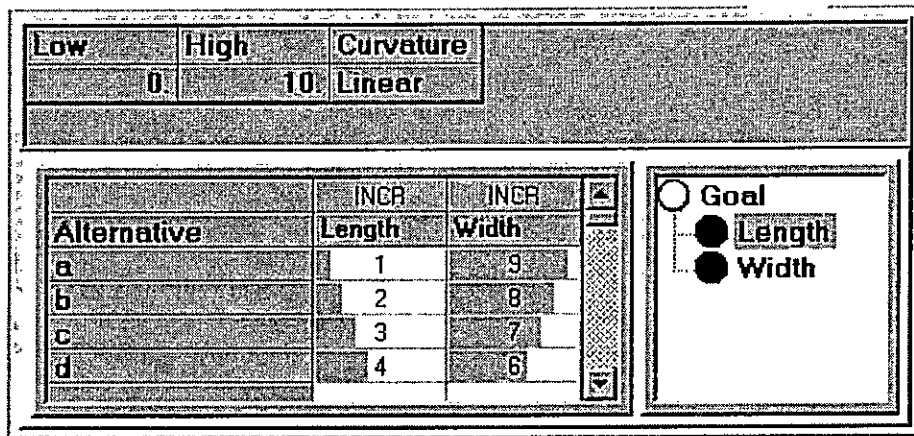 Low High Curvature
0. 10. Linear
INCR INCR
Alternative Length Width
a 1 9
b 2 8
c 3 7
d 4 6
Goal
Length
Width